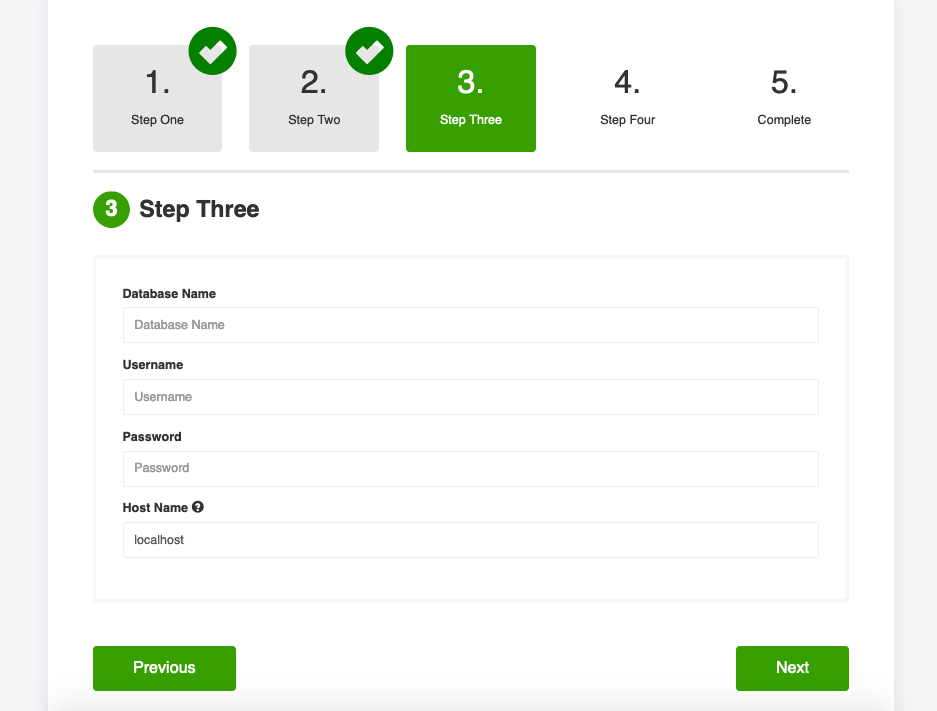 1. 2. 3. 4. 5.
Step One Step Two Step Three Step Four Complete
3 Step Three
Database Name
Database Name
Username
Username
Password
Password
Host Name ?
localhost
Previous Next